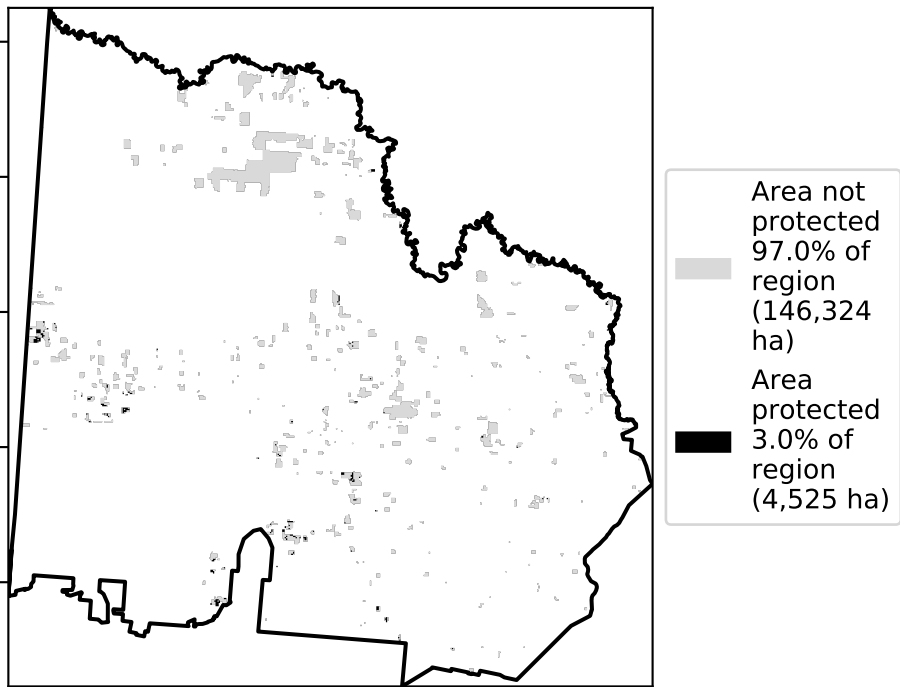 Area not
protected
97.0% of
region
(146,324
ha)
Area
protected
3.0% of
region
(4,525 ha)